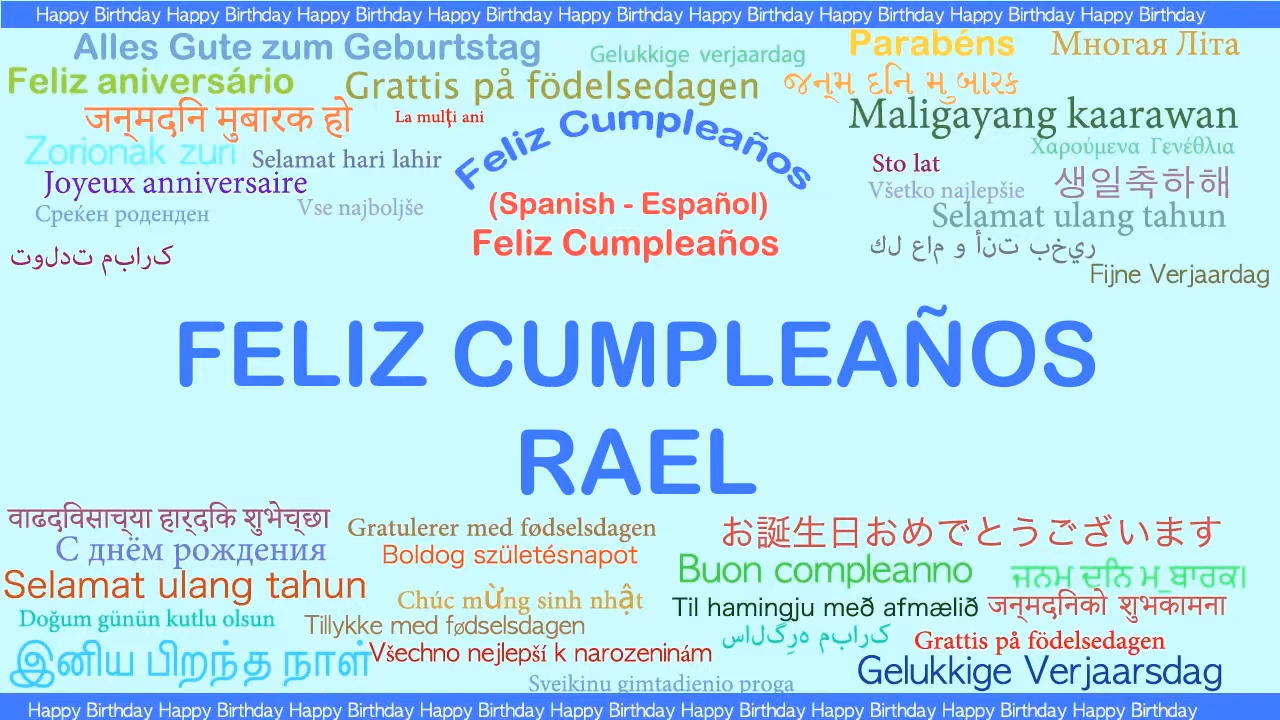 Happy Birthday Happy Birthday Happy Birthday Happy Birthday Happy Birthday Happy Birthday Happy Birthday Happy Birthday Happy Birthday
Alles Gute zum Geburtstag
Gelukkige verjaardag
Parabéns
Многая Літа
Feliz aniversário
Grattis på födelsedagen
જન્મ દિન મુબારક
जन्मदिन मुबारक हो
La mulţi ani
Feliz Cumpleaños
Maligayang kaarawan
Zorionak zuri
Selamat hari lahir
Sto lat
Χαρούμενα Γενέθλια
Joyeux anniversaire
Všetko najlepšie
생일축하해
Среќен роденден
Vse najboljše
(Spanish - Español)
Selamat ulang tahun
تولدت مبارک
Feliz Cumpleaños
كل عام و أنت بخير
Fijne Verjaardag
FELIZ CUMPLEAÑOS
RAEL
वाढदिवसाच्या हार्दिक शुभेच्छा
Gratulerer med fødselsdagen
お誕生日おめでとうございます
С днём рождения
Boldog születésnapot
Buon compleanno
ਜਨਮ ਦਿਨ ਮੁਬਾਰਕ।
Selamat ulang tahun
Chúc mừng sinh nhật
Til hamingju með afmælið
जन्मदिनको शुभकामना
Doğum günün kutlu olsun
Tillykke med fødselsdagen
سالگرہ مبارک
Grattis på födelsedagen
இனிய பிறந்த நாள்
Všechno nejlepší k narozeninám
Gelukkige Verjaarsdag
Sveikinu gimtadienio proga
Happy Birthday Happy Birthday Happy Birthday Happy Birthday Happy Birthday Happy Birthday Happy Birthday Happy Birthday Happy Birthday